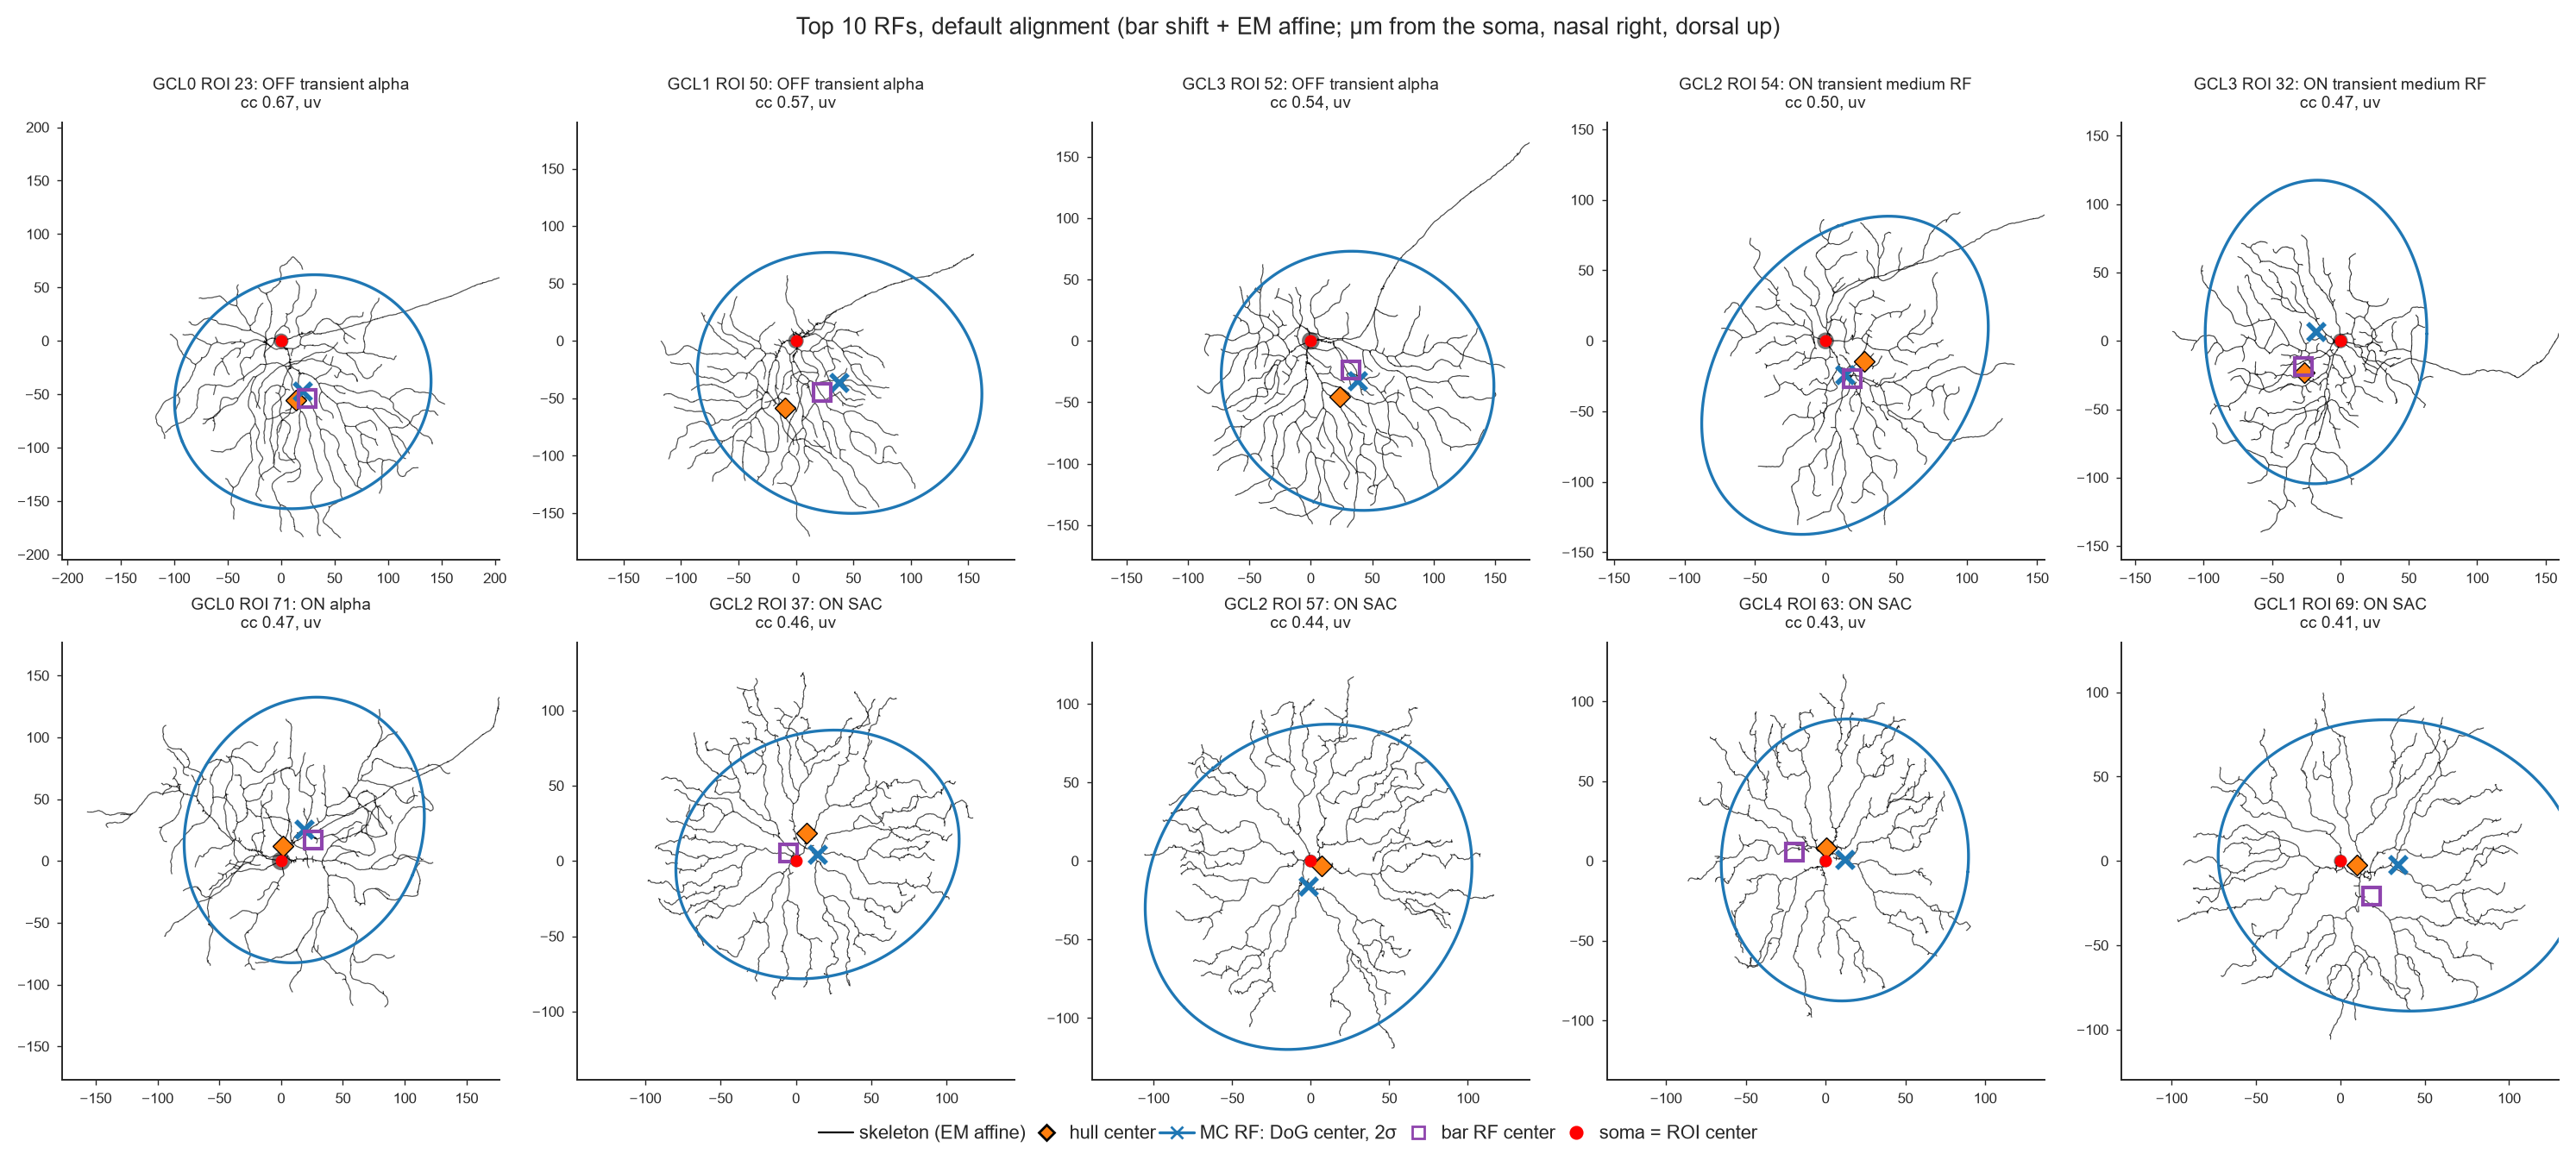 Top 10 RFs, default alignment (bar shift + EM affine; µm from the soma, nasal right, dorsal up)
GCL0 ROI 23: OFF transient alpha
cc 0.67, uv
200
150
100
50
0
−50
−100
−150
−200
−200 −150 −100 −50 0 50 100 150 200
GCL1 ROI 50: OFF transient alpha
cc 0.57, uv
150
100
50
0
−50
−100
−150
−150 −100 −50 0 50 100 150
GCL3 ROI 52: OFF transient alpha
cc 0.54, uv
150
100
50
0
−50
−100
−150
−150 −100 −50 0 50 100 150
GCL2 ROI 54: ON transient medium RF
cc 0.50, uv
150
100
50
0
−50
−100
−150
−150 −100 −50 0 50 100 150
GCL3 ROI 32: ON transient medium RF
cc 0.47, uv
150
100
50
0
−50
−100
−150
−150 −100 −50 0 50 100 150
GCL0 ROI 71: ON alpha
cc 0.47, uv
150
100
50
0
−50
−100
−150
−150 −100 −50 0 50 100 150
GCL2 ROI 37: ON SAC
cc 0.46, uv
100
50
0
−50
−100
−100 −50 0 50 100
GCL2 ROI 57: ON SAC
cc 0.44, uv
100
50
0
−50
−100
−100 −50 0 50 100
GCL4 ROI 63: ON SAC
cc 0.43, uv
100
50
0
−50
−100
−100 −50 0 50 100
GCL1 ROI 69: ON SAC
cc 0.41, uv
100
50
0
−50
−100
−100 −50 0 50 100
skeleton (EM affine) hull center MC RF: DoG center, 2σ bar RF center soma = ROI center